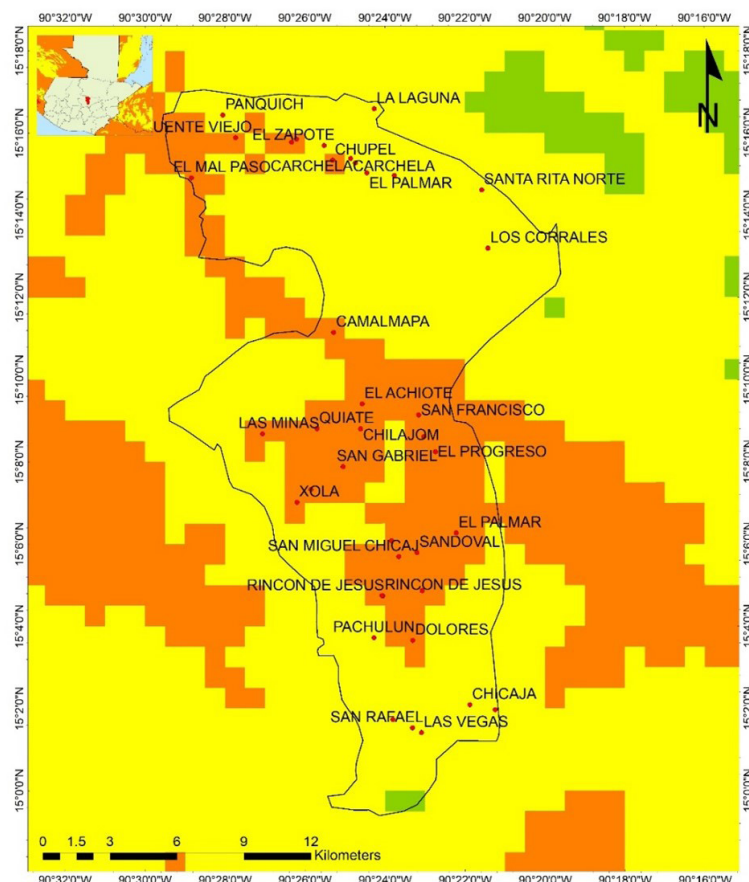 90°32'0"W 90°30'0"W 90°28'0"W 90°26'0"W 90°24'0"W 90°22'0"W 90°20'0"W 90°18'0"W 90°16'0"W
15°18'0"N 15°18'0"N
N
PANQUICH LA LAGUNA
15°16'0"N UENTE VIEJO EL ZAPOTE 15°16'0"N
CHUPEL
EL MAL PASO CARCHELA CARCHELA
EL PALMAR SANTA RITA NORTE
15°14'0"N 15°14'0"N
LOS CORRALES
15°12'0"N 15°12'0"N
CAMALMAPA
15°10'0"N 15°10'0"N
EL ACHIOTE
SAN FRANCISCO
LAS MINAS QUIATE
CHILAJOM
15°8'0"N SAN GABRIEL EL PROGRESO 15°8'0"N
XOLA
EL PALMAR
15°6'0"N SAN MIGUEL CHICAJ SANDOVAL 15°6'0"N
RINCON DE JESUS RINCON DE JESUS
15°4'0"N PACHULUN DOLORES 15°4'0"N
15°2'0"N CHICAJA 15°2'0"N
SAN RAFAEL LAS VEGAS
15°0'0"N 15°0'0"N
0 1.5 3 6 9 12
Kilometers
90°32'0"W 90°30'0"W 90°28'0"W 90°26'0"W 90°24'0"W 90°22'0"W 90°20'0"W 90°18'0"W 90°16'0"W